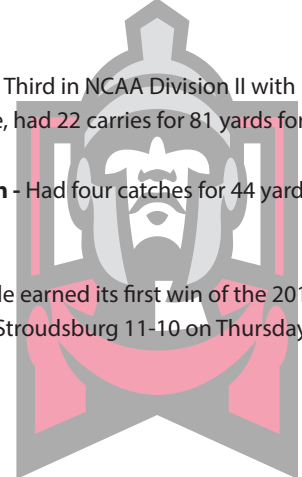 Third in NCAA Division II with
e, had 22 carries for 81 yards for
n - Had four catches for 44 yard
le earned its first win of the 201
Stroudsburg 11-10 on Thursday